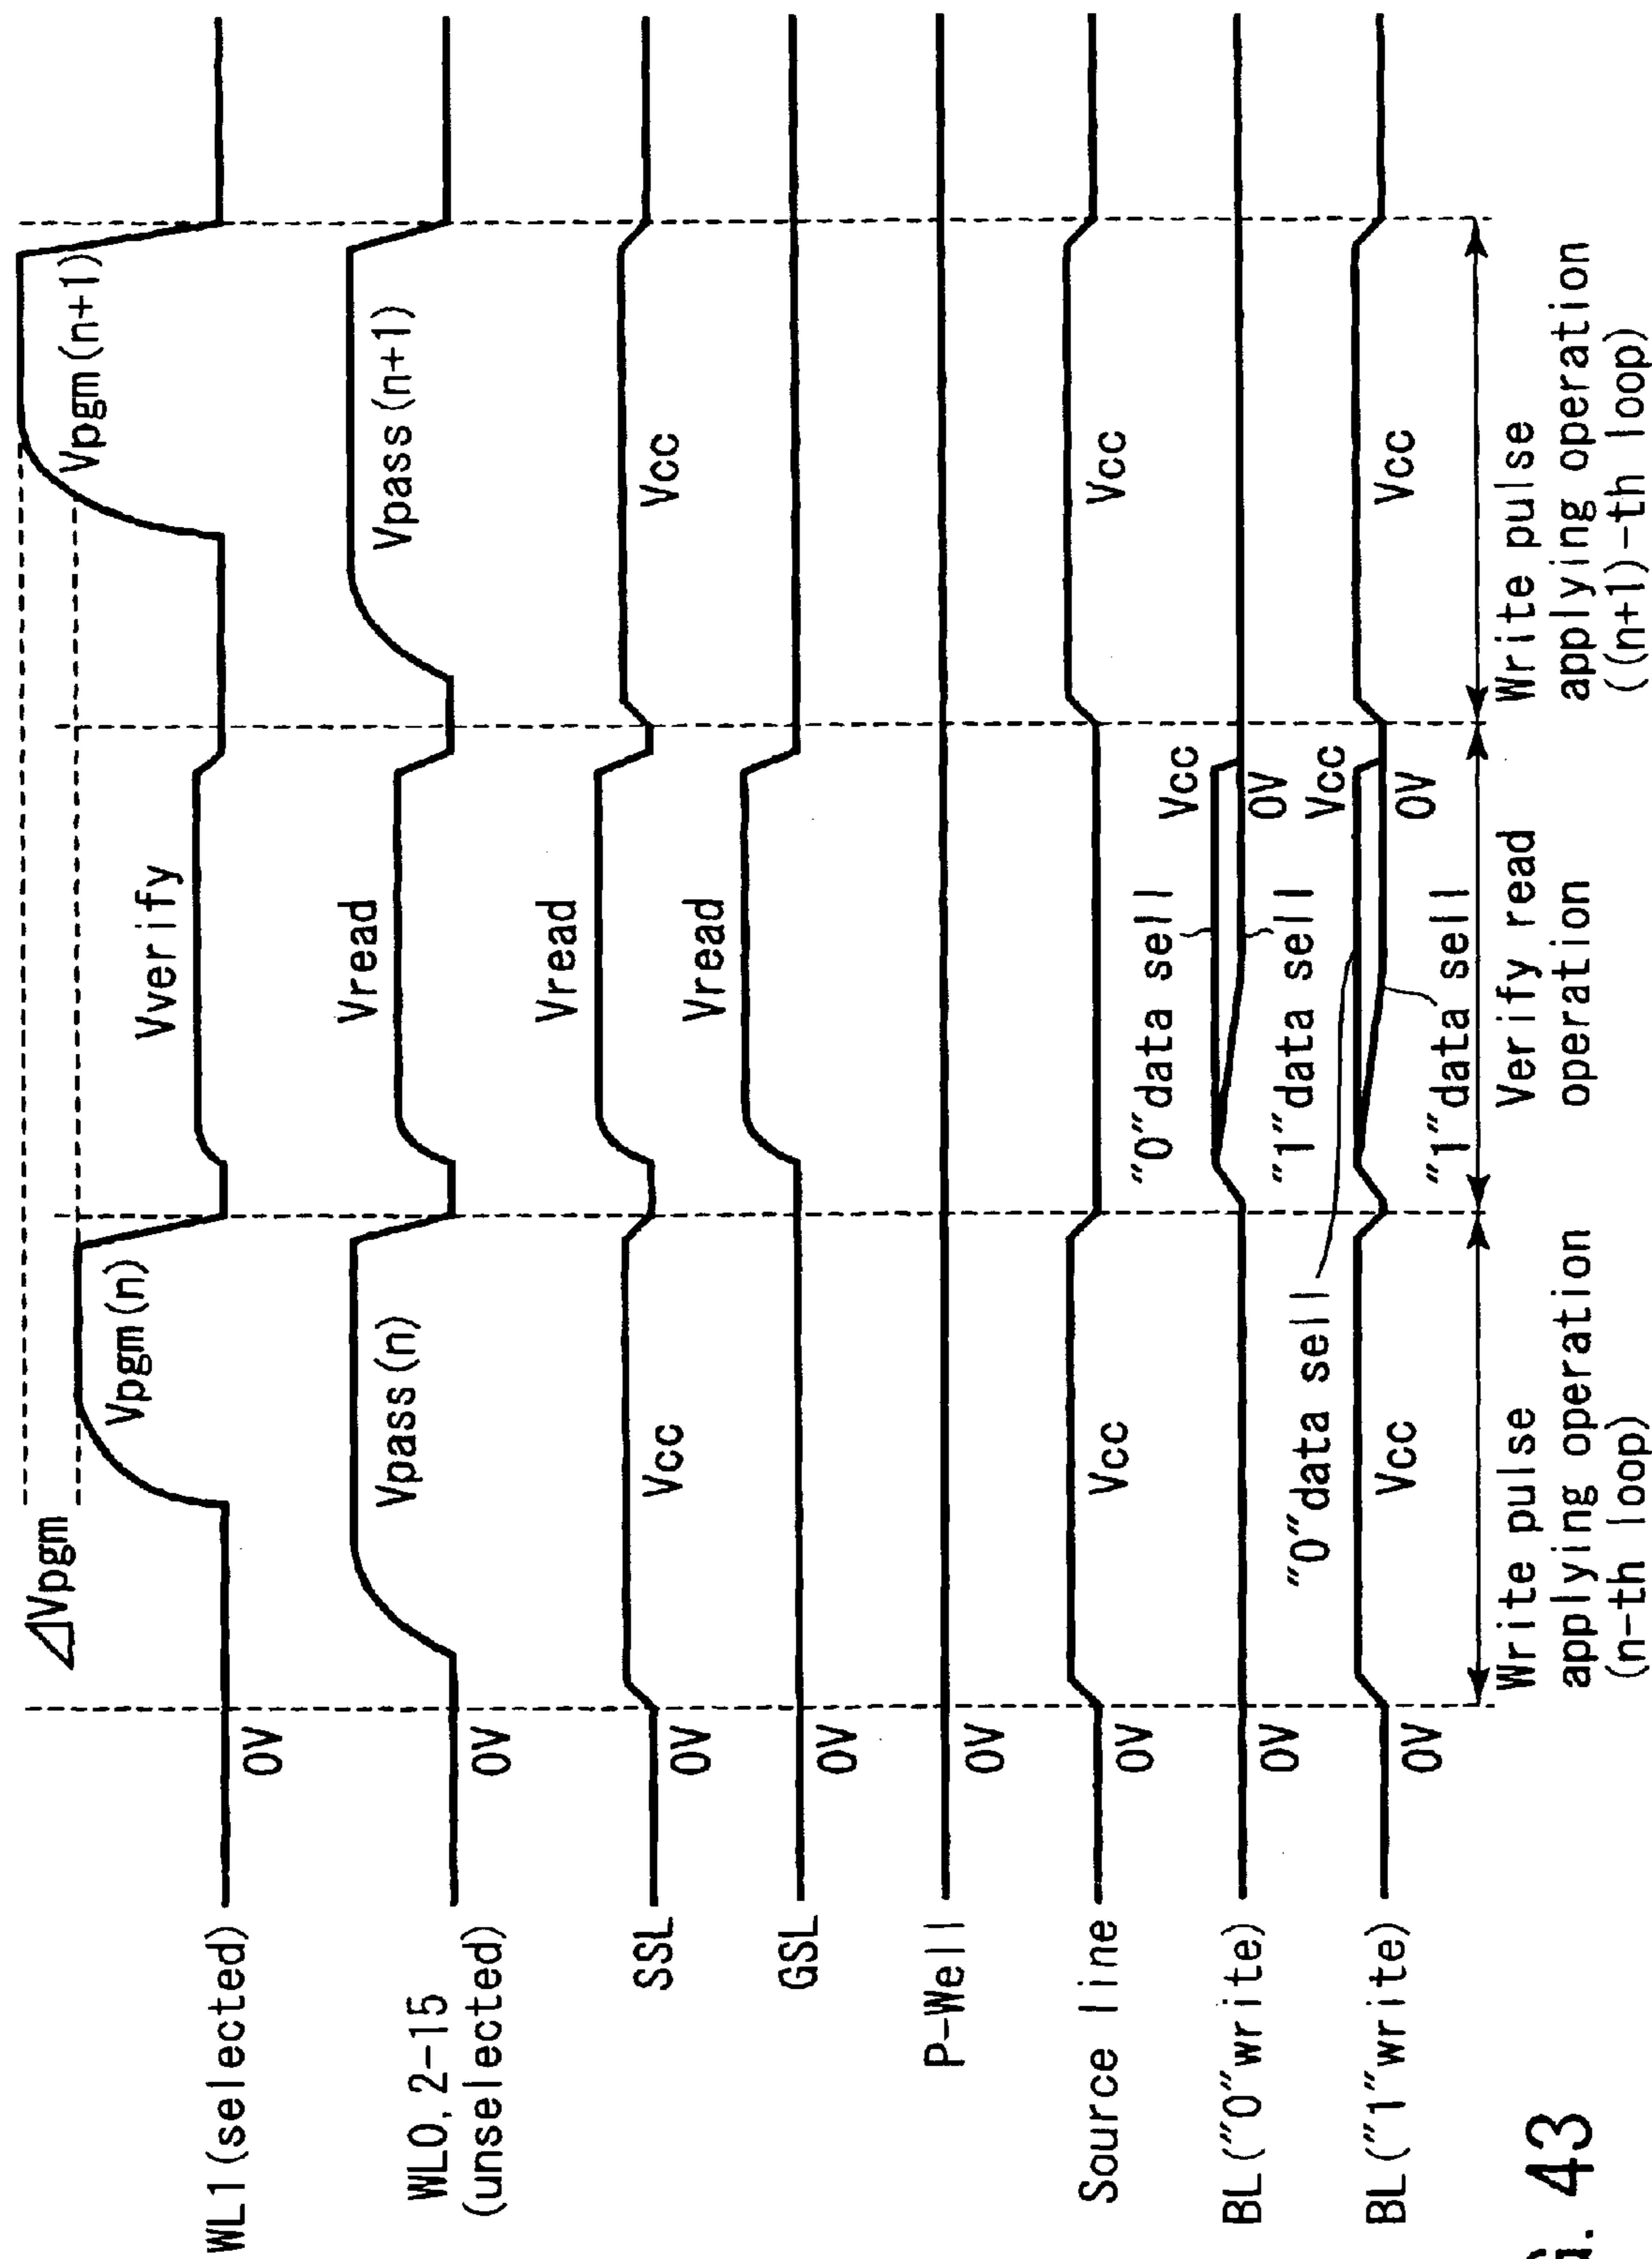 ΔVpgm
WL1(selected)
0V
Vpgm(n)
Vverify
Vpgm(n+1)
WL0, 2-15
(unselected)
0V
Vpass(n)
Vread
Vpass(n+1)
SSL
0V
Vcc
Vread
Vcc
GSL
0V
Vread
P-Well
0V
Source line
0V
Vcc
Vcc
BL("0"write)
0V
"0"data sell
"1"data sell
Vcc
0V
BL("1"write)
0V
Vcc
"0"data sell
"1"data sell
Vcc
0V
Vcc
Write pulse
applying operation
(n-th loop)
Verify read
operation
Write pulse
applying operation
((n+1)-th loop)
43